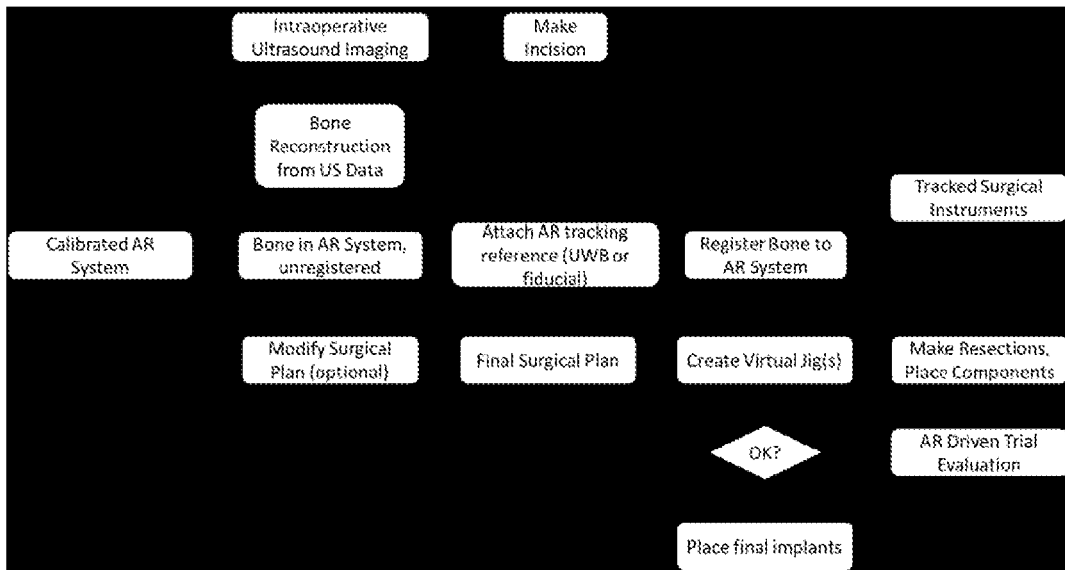 Intraoperative
Ultrasound Imaging
Make
Incision
Bone
Reconstruction
from US Data
Tracked Surgical
Instruments
Calibrated AR
System
Bone in AR System,
unregistered
Attach AR tracking
reference (UWB or
fiducial)
Register Bone to
AR System
Modify Surgical
Plan (optional)
Final Surgical Plan
Create Virtual Jig(s)
Make Resections,
Place Components
OK?
AR Driven Trial
Evaluation
Place final implants